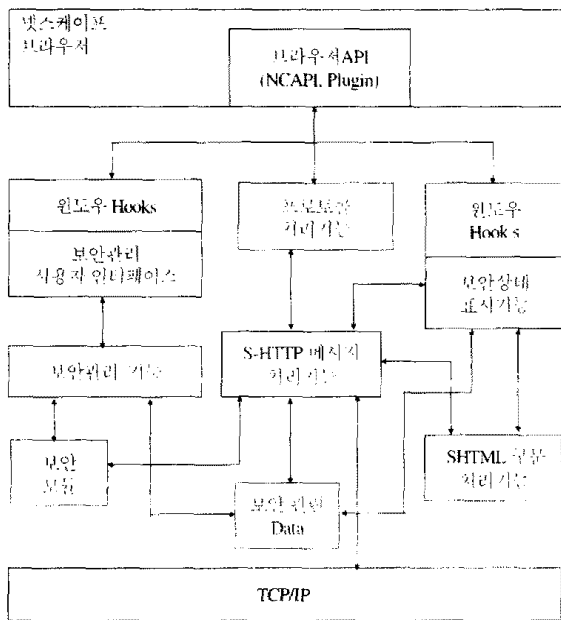 넷스케이프
브라우저
브라우저API
(NCAPI, Plugin)
윈도우 Hooks
보안관리
사용자 인터페이스
프로토콜
처리기능
윈도우
Hook s
보안상태
표시기능
보안관리 기능
S-HTTP 메시지
처리기능
보안
모듈
SHTML 구문
처리기능
보안 관련
Data
TCP/IP